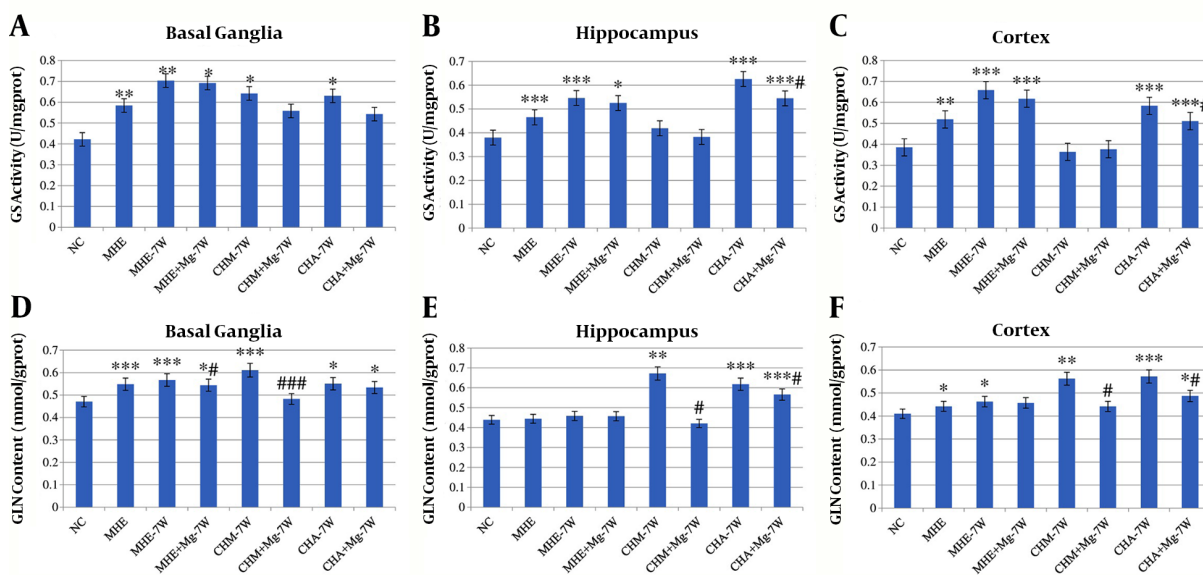 A
Basal Ganglia
GS Activity (U/mgprot)
0.8
0.7
0.6
0.5
0.4
0.3
0.2
0.1
0
** ** * * *
NC MHE MHE-7W MHE+Mg-7W CHM-7W CHM+Mg-7W CHA-7W CHA+Mg-7W
B
Hippocampus
GS Activity (U/mgprot)
0.7
0.6
0.5
0.4
0.3
0.2
0.1
0
*** *** * *** ***#
NC MHE MHE-7W MHE+Mg-7W CHM-7W CHM+Mg-7W CHA-7W CHA+Mg-7W
C
Cortex
GS Activity (U/mgprot)
0.8
0.7
0.6
0.5
0.4
0.3
0.2
0.1
0
** *** *** *** ***#
NC MHE MHE-7W MHE+Mg-7W CHM-7W CHM+Mg-7W CHA-7W CHA+Mg-7W
D
Basal Ganglia
GLN Content (mmol/gprot)
0.7
0.6
0.5
0.4
0.3
0.2
0.1
0
*** *** *# *** ### * *
NC MHE MHE-7W MHE+Mg-7W CHM-7W CHM+Mg-7W CHA-7W CHA+Mg-7W
E
Hippocampus
GLN Content (mmol/gprot)
0.8
0.7
0.6
0.5
0.4
0.3
0.2
0.1
0
** # *** ***#
NC MHE MHE-7W MHE+Mg-7W CHM-7W CHM+Mg-7W CHA-7W CHA+Mg-7W
F
Cortex
GLN Content (mmol/gprot)
0.7
0.6
0.5
0.4
0.3
0.2
0.1
0
* * ** # *** *#
NC MHE MHE-7W MHE+Mg-7W CHM-7W CHM+Mg-7W CHA-7W CHA+Mg-7W